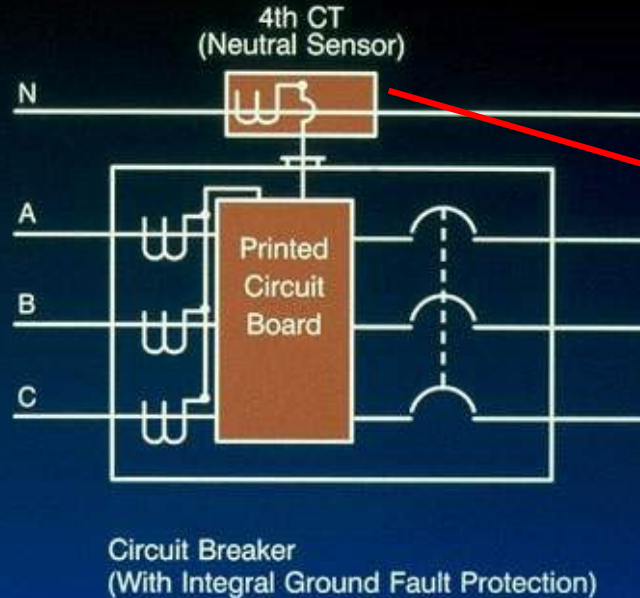 4th CT
(Neutral Sensor)
N
A
B
C
Printed
Circuit
Board
Circuit Breaker
(With Integral Ground Fault Protection)